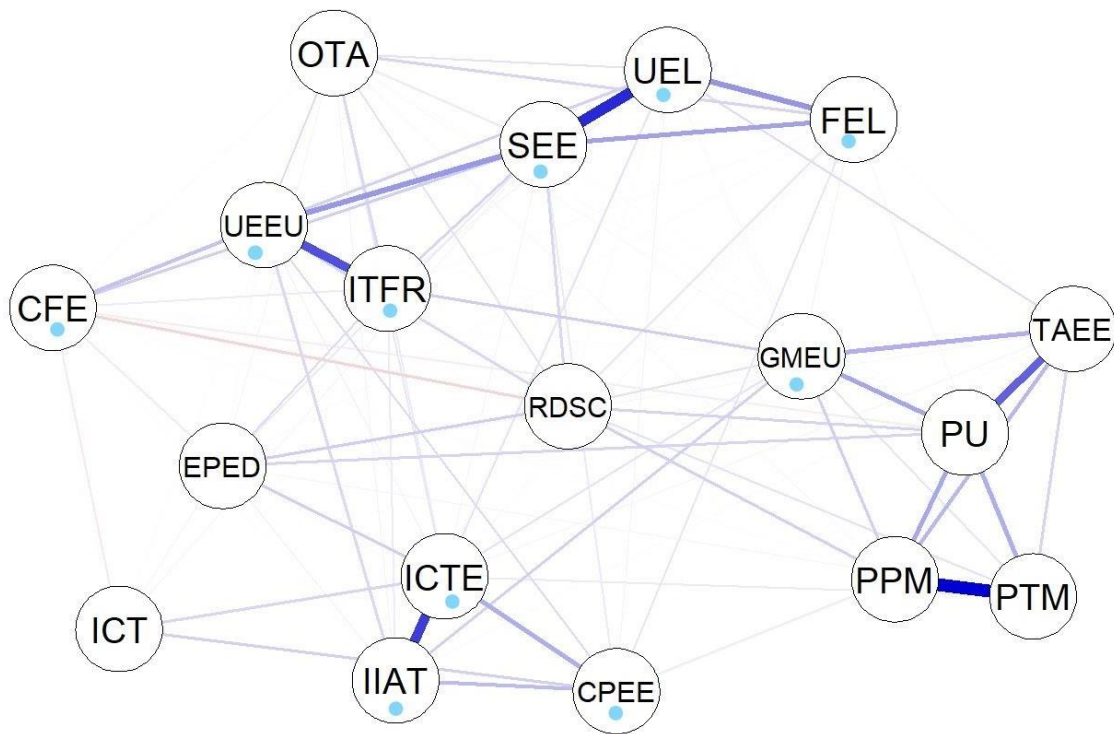 OTA
UEL
FEL
SEE
UEEU
ITFR
CFE
TAEE
GMEU
RDSC
PU
EPED
ICTE
PPM
PTM
ICT
IIAT
CPEE